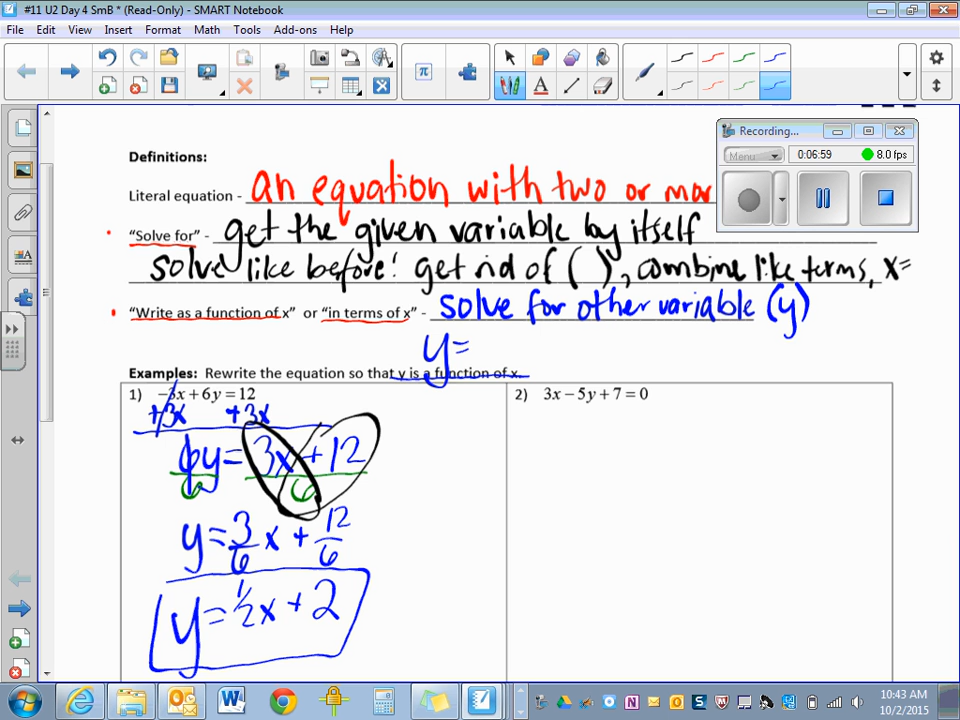 #11 U2 Day 4 SmB * (Read-Only) - SMART Notebook
File Edit View Insert Format Math Tools Add-ons Help
Recording...
Menu 0:06:59 8.0 fps
Definitions:
Literal equation - an equation with two or mor
"Solve for" - get the given variable by itself
solve like before! get rid of ( ), combine like terms, x=
"Write as a function of x" or "in terms of x" - solve for other variable (y)
y=
Examples: Rewrite the equation so that y is a function of x.
1) −3x + 6y = 12
+3x +3x
6y = 3x + 12
6 6
y = 3/6 x + 12/6
y = 1/2 x + 2
2) 3x − 5y + 7 = 0
10:43 AM
10/2/2015